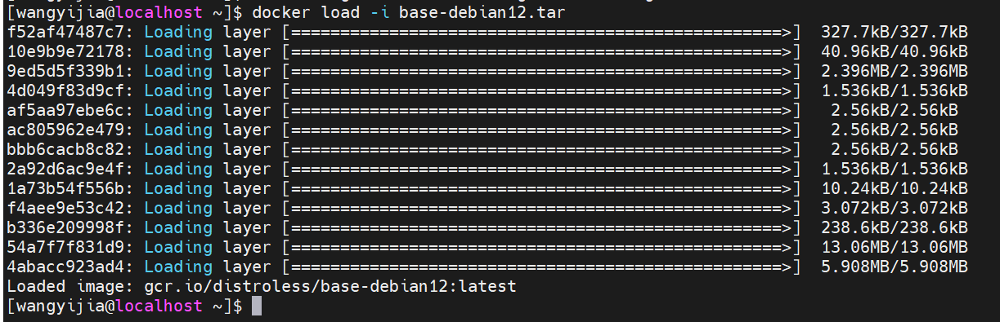 [wangyijia@localhost ~]$ docker load -i base-debian12.tar
f52af47487c7: Loading layer [==================================================>]  327.7kB/327.7kB
10e9b9e72178: Loading layer [==================================================>]  40.96kB/40.96kB
9ed5d5f339b1: Loading layer [==================================================>]  2.396MB/2.396MB
4d049f83d9cf: Loading layer [==================================================>]  1.536kB/1.536kB
af5aa97ebe6c: Loading layer [==================================================>]   2.56kB/2.56kB
ac805962e479: Loading layer [==================================================>]   2.56kB/2.56kB
bbb6cacb8c82: Loading layer [==================================================>]   2.56kB/2.56kB
2a92d6ac9e4f: Loading layer [==================================================>]  1.536kB/1.536kB
1a73b54f556b: Loading layer [==================================================>]  10.24kB/10.24kB
f4aee9e53c42: Loading layer [==================================================>]  3.072kB/3.072kB
b336e209998f: Loading layer [==================================================>]  238.6kB/238.6kB
54a7f7f831d9: Loading layer [==================================================>]  13.06MB/13.06MB
4abacc923ad4: Loading layer [==================================================>]  5.908MB/5.908MB
Loaded image: gcr.io/distroless/base-debian12:latest
[wangyijia@localhost ~]$